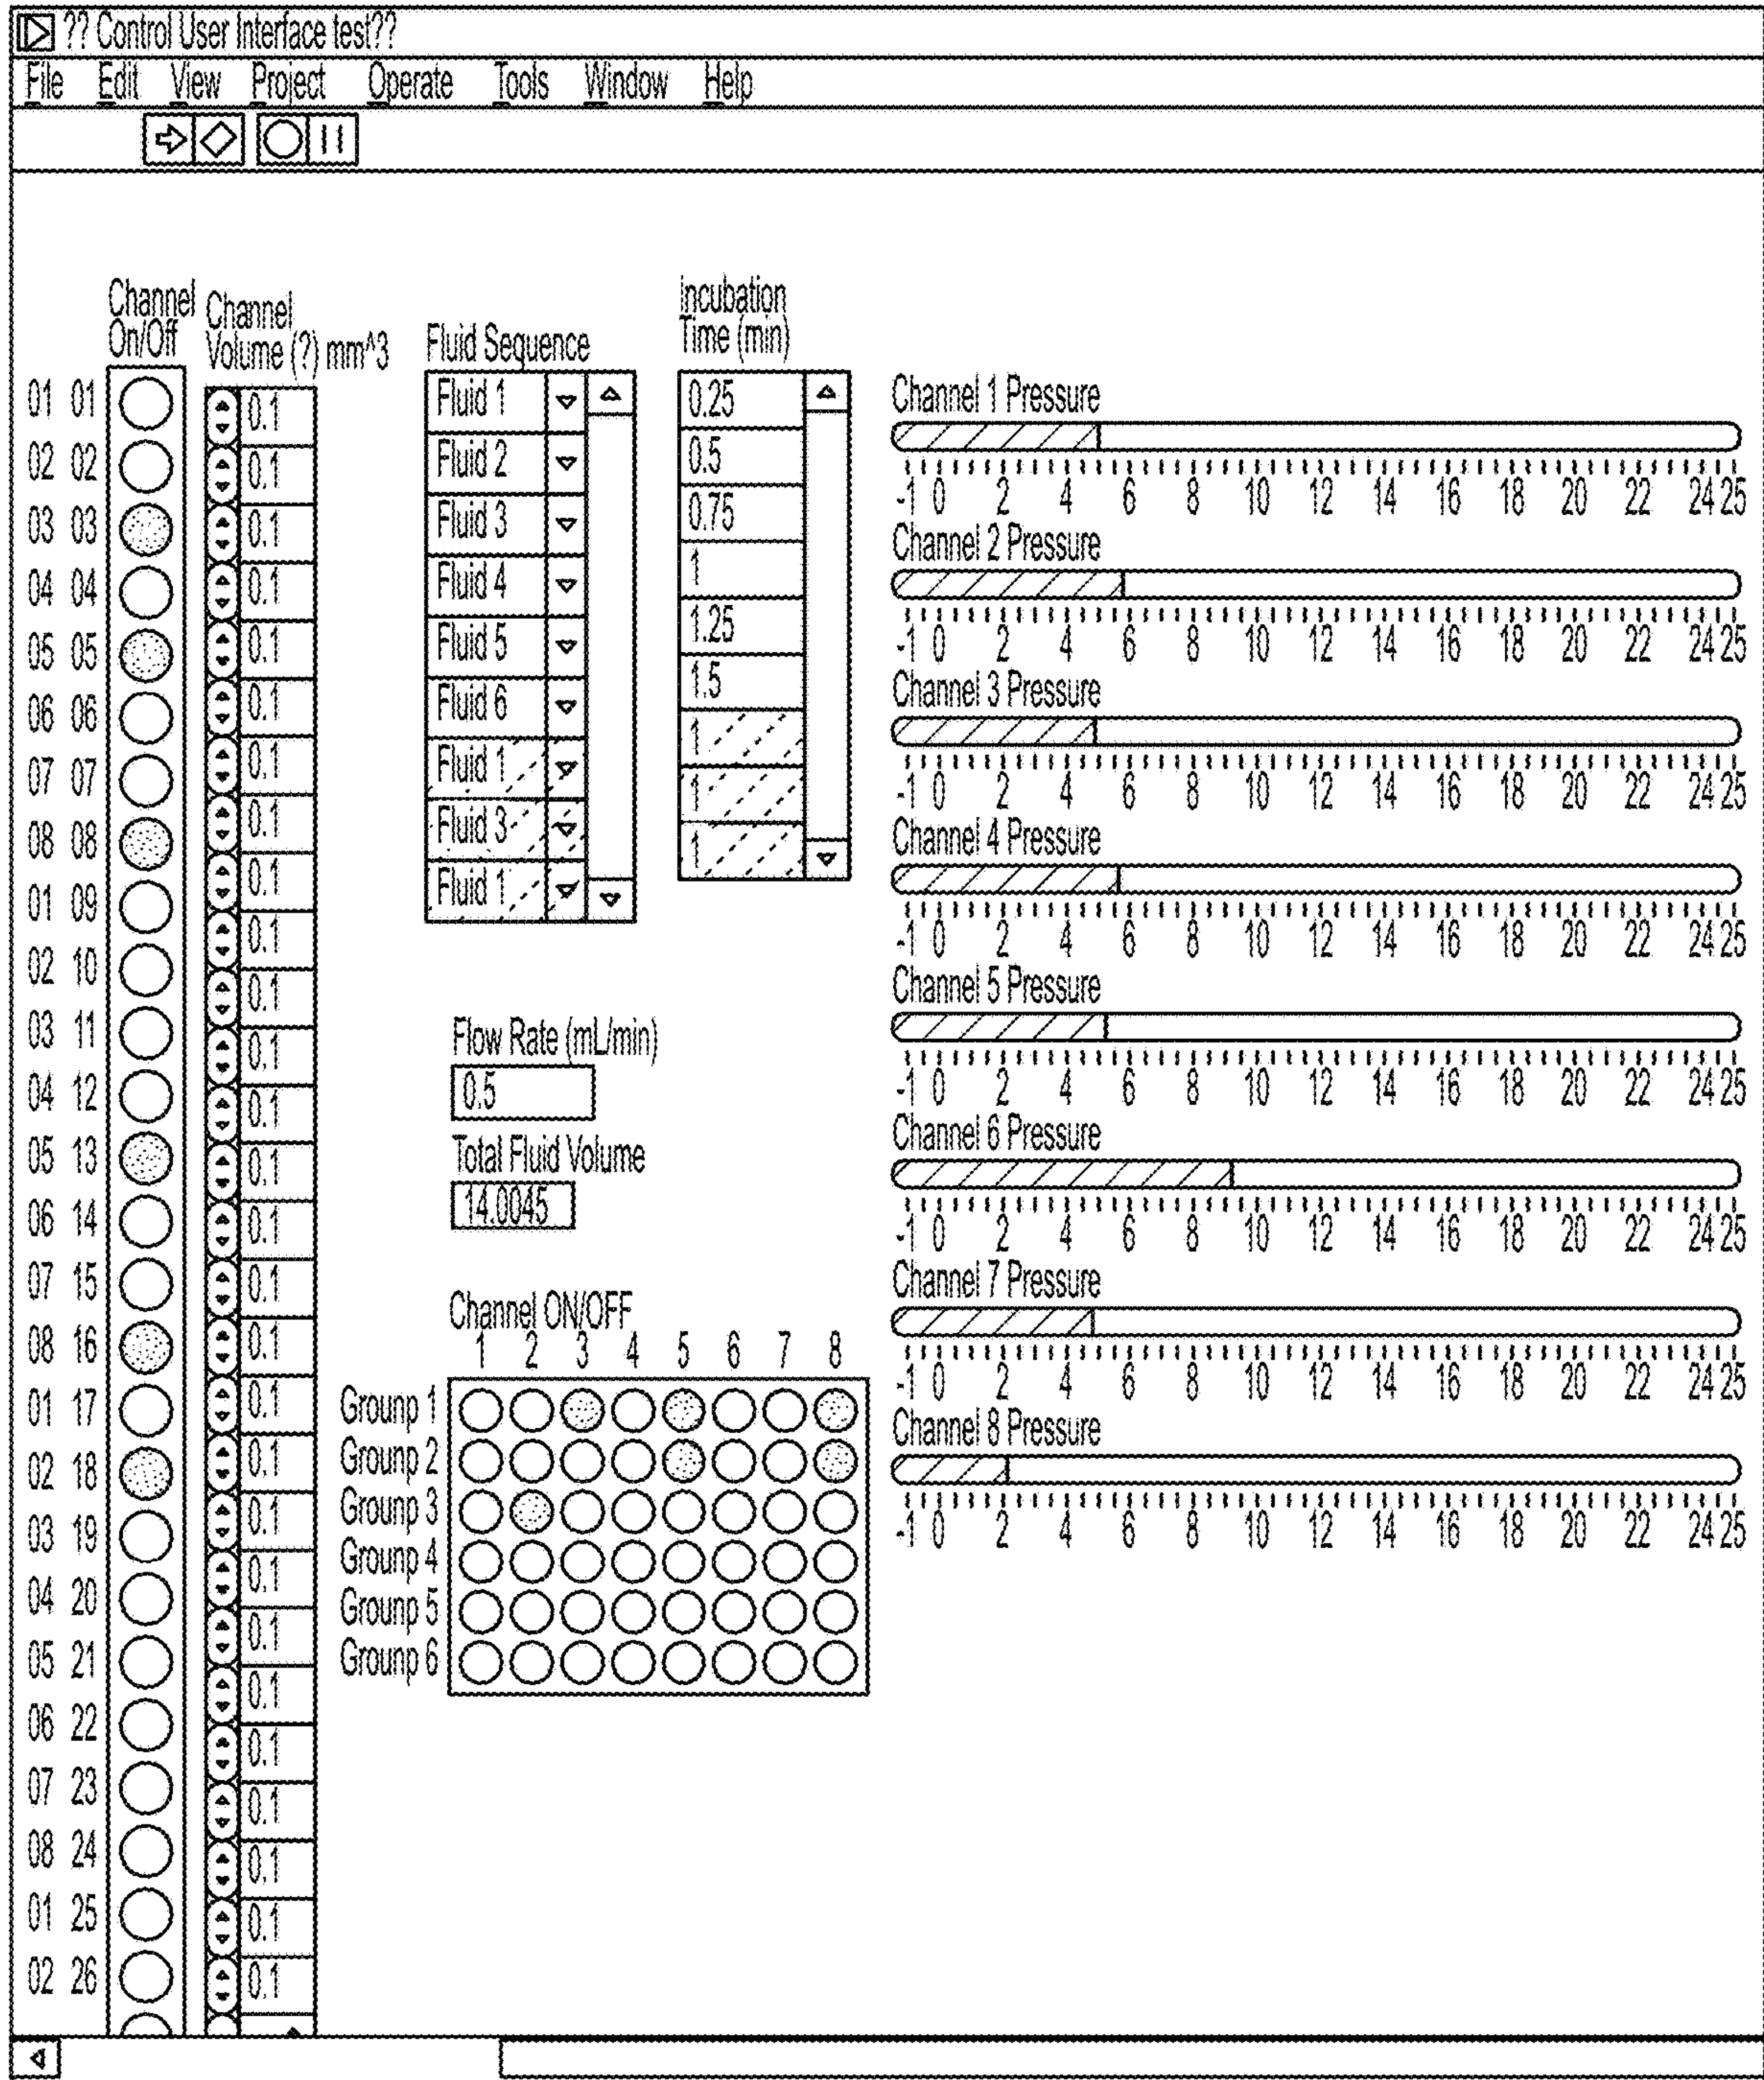 ?? Control User Interface test??
File Edit View Project Operate Tools Window Help
Channel
On/Off
Channel
Volume (?) mm^3
01 01 0.1
02 02 0.1
03 03 0.1
04 04 0.1
05 05 0.1
06 06 0.1
07 07 0.1
08 08 0.1
01 09 0.1
02 10 0.1
03 11 0.1
04 12 0.1
05 13 0.1
06 14 0.1
07 15 0.1
08 16 0.1
01 17 0.1
02 18 0.1
03 19 0.1
04 20 0.1
05 21 0.1
06 22 0.1
07 23 0.1
08 24 0.1
01 25 0.1
02 26 0.1
0.1
0.1
Fluid Sequence
Fluid 1
Fluid 2
Fluid 3
Fluid 4
Fluid 5
Fluid 6
Fluid 1
Fluid 3
Fluid 1
Incubation
Time (min)
0.25
0.5
0.75
1
1.25
1.5
1
1
1
Flow Rate (mL/min)
0.5
Total Fluid Volume
14.0045
Channel ON/OFF
1 2 3 4 5 6 7 8
Grounp 1
Grounp 2
Grounp 3
Grounp 4
Grounp 5
Grounp 6
Channel 1 Pressure
-1 0 2 4 6 8 10 12 14 16 18 20 22 24 25
Channel 2 Pressure
-1 0 2 4 6 8 10 12 14 16 18 20 22 24 25
Channel 3 Pressure
-1 0 2 4 6 8 10 12 14 16 18 20 22 24 25
Channel 4 Pressure
-1 0 2 4 6 8 10 12 14 16 18 20 22 24 25
Channel 5 Pressure
-1 0 2 4 6 8 10 12 14 16 18 20 22 24 25
Channel 6 Pressure
-1 0 2 4 6 8 10 12 14 16 18 20 22 24 25
Channel 7 Pressure
-1 0 2 4 6 8 10 12 14 16 18 20 22 24 25
Channel 8 Pressure
-1 0 2 4 6 8 10 12 14 16 18 20 22 24 25